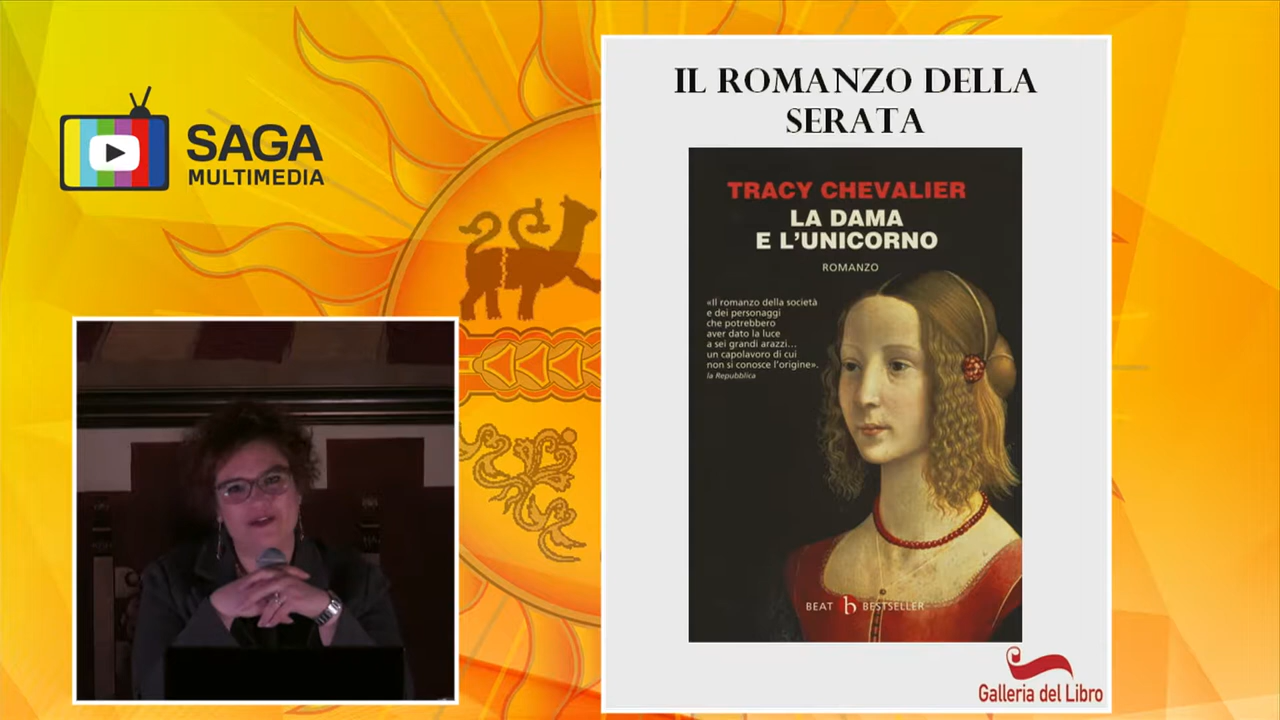 SAGA
MULTIMEDIA
IL ROMANZO DELLA
SERATA
TRACY CHEVALIER
LA DAMA
E L'UNICORNO
ROMANZO
«Il romanzo della società
e dei personaggi
che potrebbero
aver dato la luce
a sei grandi arazzi...
un capolavoro di cui
non si conosce l'origine».
la Repubblica
BEAT b BESTSELLER
Galleria del Libro